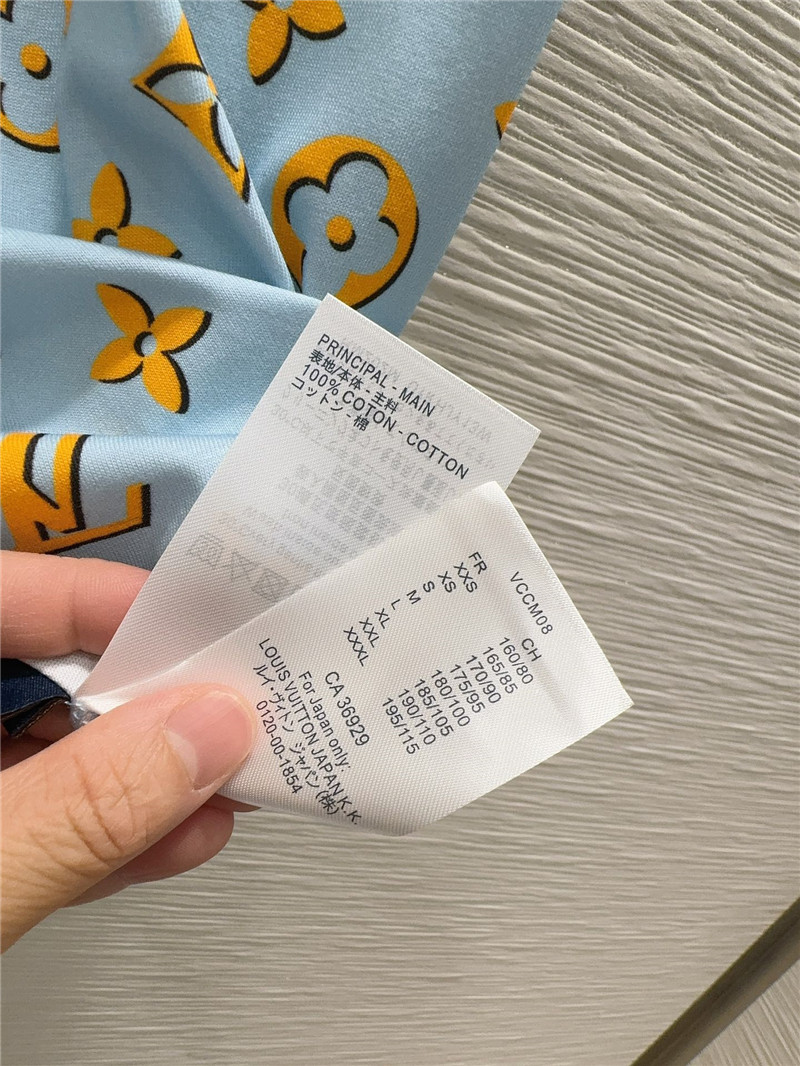 PRINCIPAL - MAIN
表地/本体 - 主料
100% COTON - COTTON
コットン - 棉
VCCM08
FR CH
XXS 160/80
XS 165/85
S 170/90
M 175/95
L 180/100
XL 185/105
XXL 190/110
XXXL 195/115
CA 36929
For Japan only:
LOUIS VUITTON JAPAN K.K.
ルイ・ヴィトン ジャパン(株)
0120-00-1854